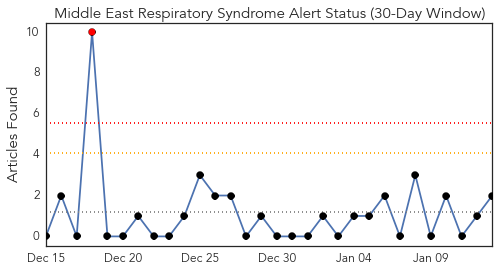 Middle East Respiratory Syndrome Alert Status (30-Day Window)
Articles Found
10
8
6
4
2
0
Dec 15
Dec 20
Dec 25
Dec 30
Jan 04
Jan 09